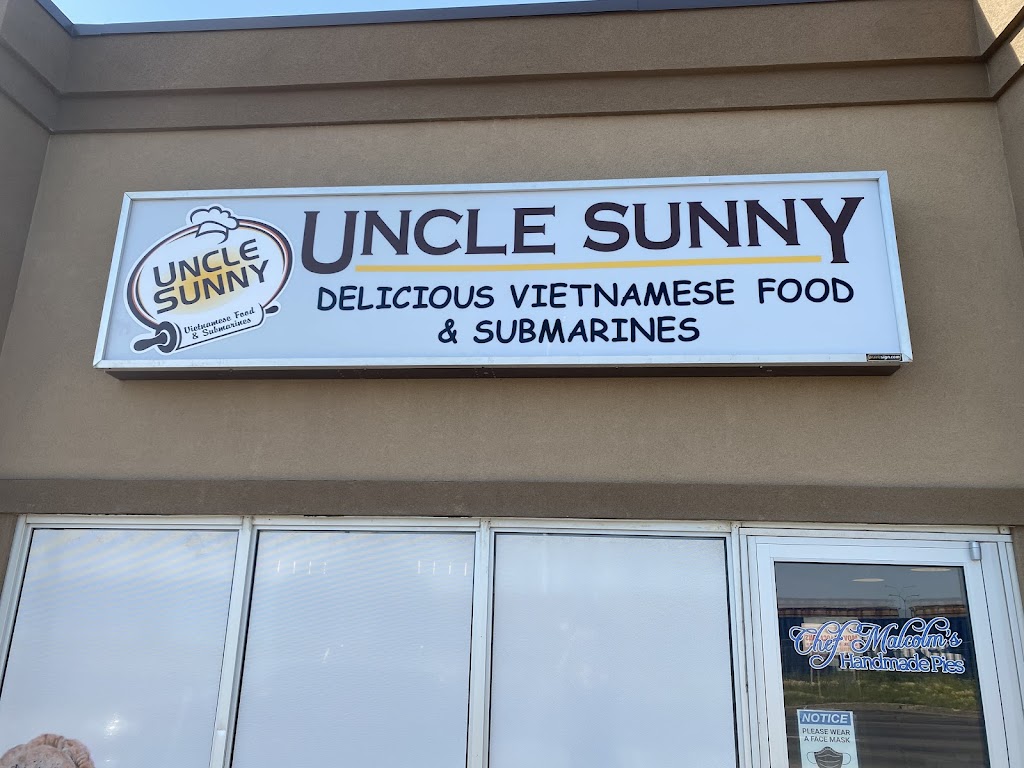 UNCLE SUNNY
DELICIOUS VIETNAMESE FOOD
& SUBMARINES
UNCLE
SUNNY
Vietnamese Food
& Submarines
Chef Malcolm's
Handmade Pies
NOTICE
PLEASE WEAR
A FACE MASK